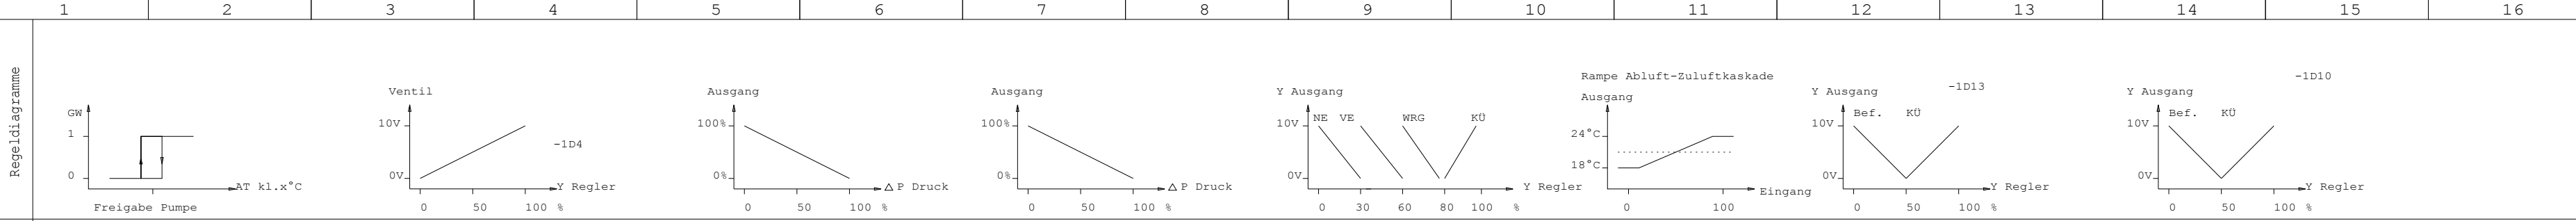 1 2 3 4 5 6 7 8 9 10 11 12 13 14 15 16
Regeldiagramme
GW
1
0
AT kl.x°C
Freigabe Pumpe
Ventil
10V
0V
-1D4
Y Regler
0 50 100 %
Ausgang
100%
0%
△ P Druck
0 50 100 %
Ausgang
100%
0%
△ P Druck
0 50 100 %
Y Ausgang
10V
NE VE WRG KÜ
0V
Y Regler
0 30 60 80 100 %
Rampe Abluft-Zuluftkaskade
Ausgang
24°C
18°C
Eingang
0 100
-1D13
Y Ausgang
Bef. KÜ
10V
0V
Y Regler
0 50 100 %
-1D10
Y Ausgang
Bef. KÜ
10V
0V
Y Regler
0 50 100 %